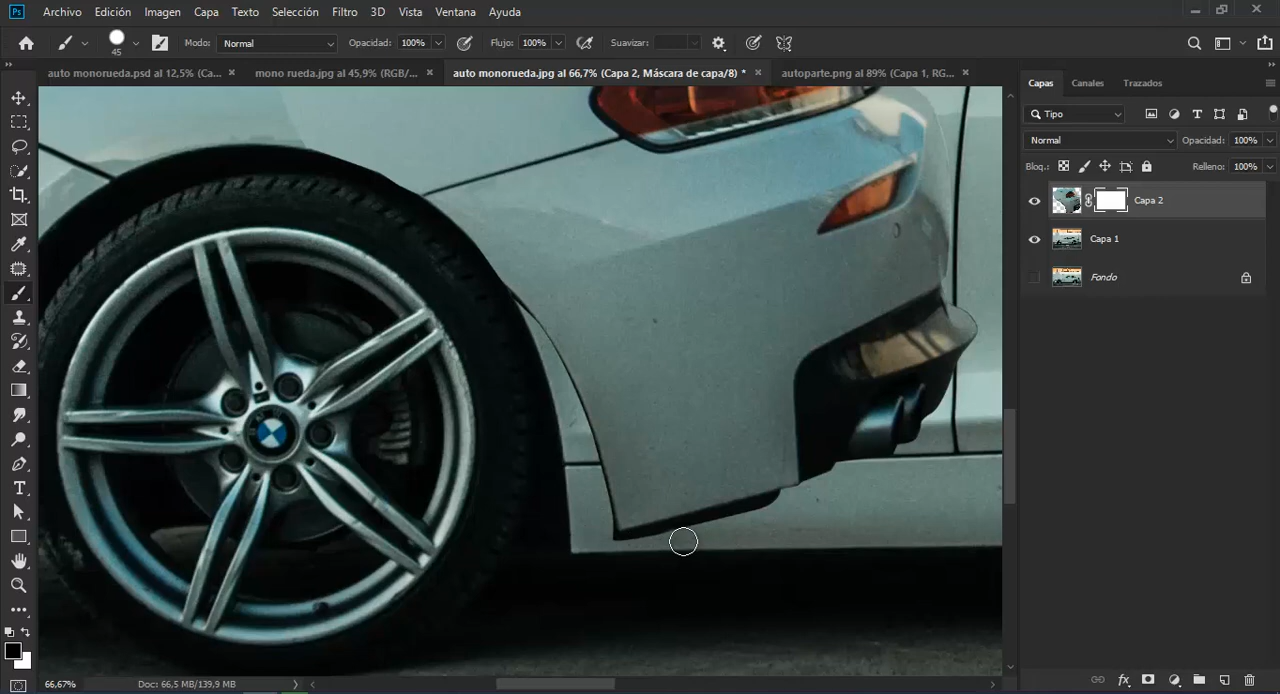 Ps Archivo Edición Imagen Capa Texto Selección Filtro 3D Vista Ventana Ayuda
45 Modo: Normal Opacidad: 100% Flujo: 100% Suavizar:
auto monorueda.psd al 12,5% (Ca... × mono rueda.jpg al 45,9% (RGB/... × auto monorueda.jpg al 66,7% (Capa 2, Máscara de capa/8) * × autoparte.png al 89% (Capa 1, RG... ×
Capas Canales Trazados
Tipo
Normal Opacidad: 100%
Bloq.: Relleno: 100%
Capa 2
Capa 1
Fondo
66,67% Doc: 66,5 MB/139,9 MB